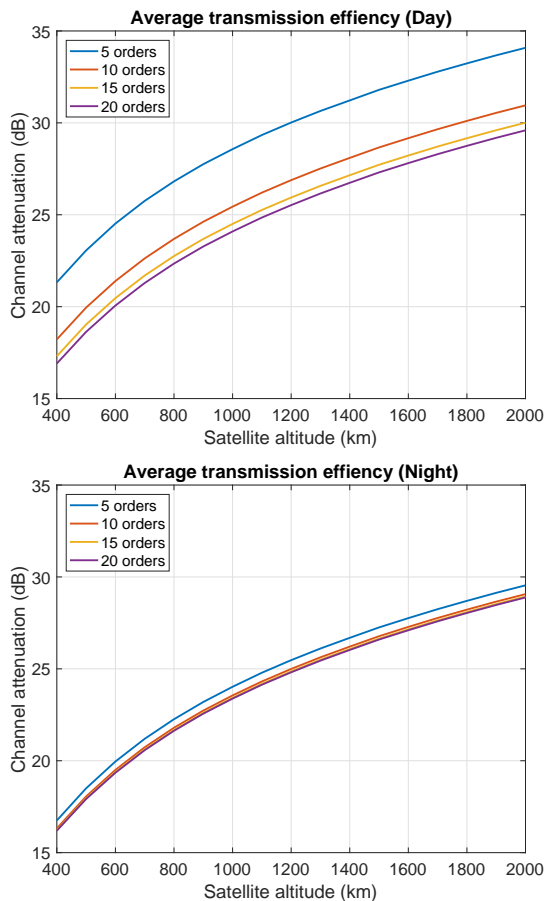 Average transmission effiency (Day)
35
30
25
20
15
Channel attenuation (dB)
5 orders
10 orders
15 orders
20 orders
400 600 800 1000 1200 1400 1600 1800 2000
Satellite altitude (km)
Average transmission effiency (Night)
35
30
25
20
15
Channel attenuation (dB)
5 orders
10 orders
15 orders
20 orders
400 600 800 1000 1200 1400 1600 1800 2000
Satellite altitude (km)